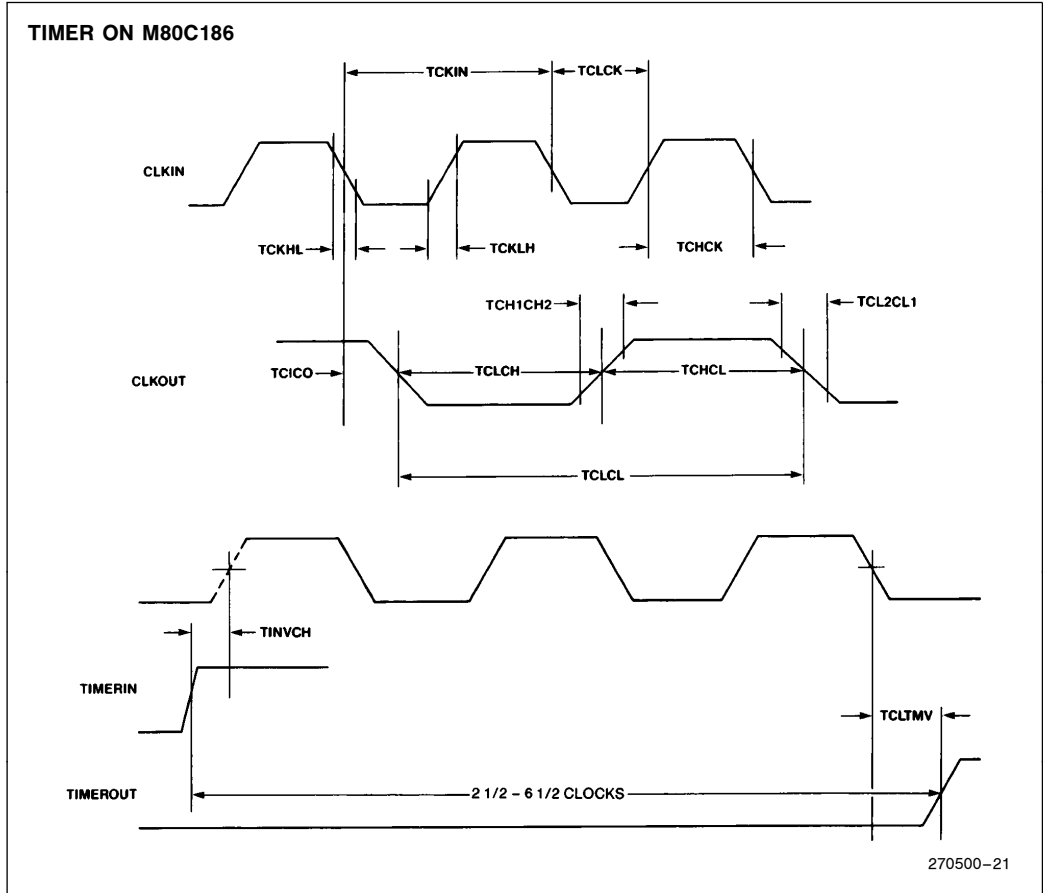 TIMER ON M80C186
TCKIN
TCLCK
CLKIN
TCKHL
TCKLH
TCHCK
TCH1CH2
TCL2CL1
CLKOUT
TCICO
TCLCH
TCHCL
TCLCL
TINVCH
TIMERIN
TCLTMV
TIMEROUT
2 1/2 – 6 1/2 CLOCKS
270500–21